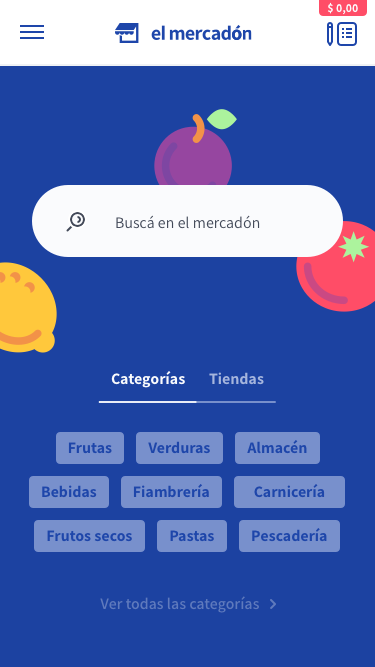 $ 0,00
el mercadón
Buscá en el mercadón
Categorías Tiendas
Frutas Verduras Almacén
Bebidas Fiambrería Carnicería
Frutos secos Pastas Pescadería
Ver todas las categorías